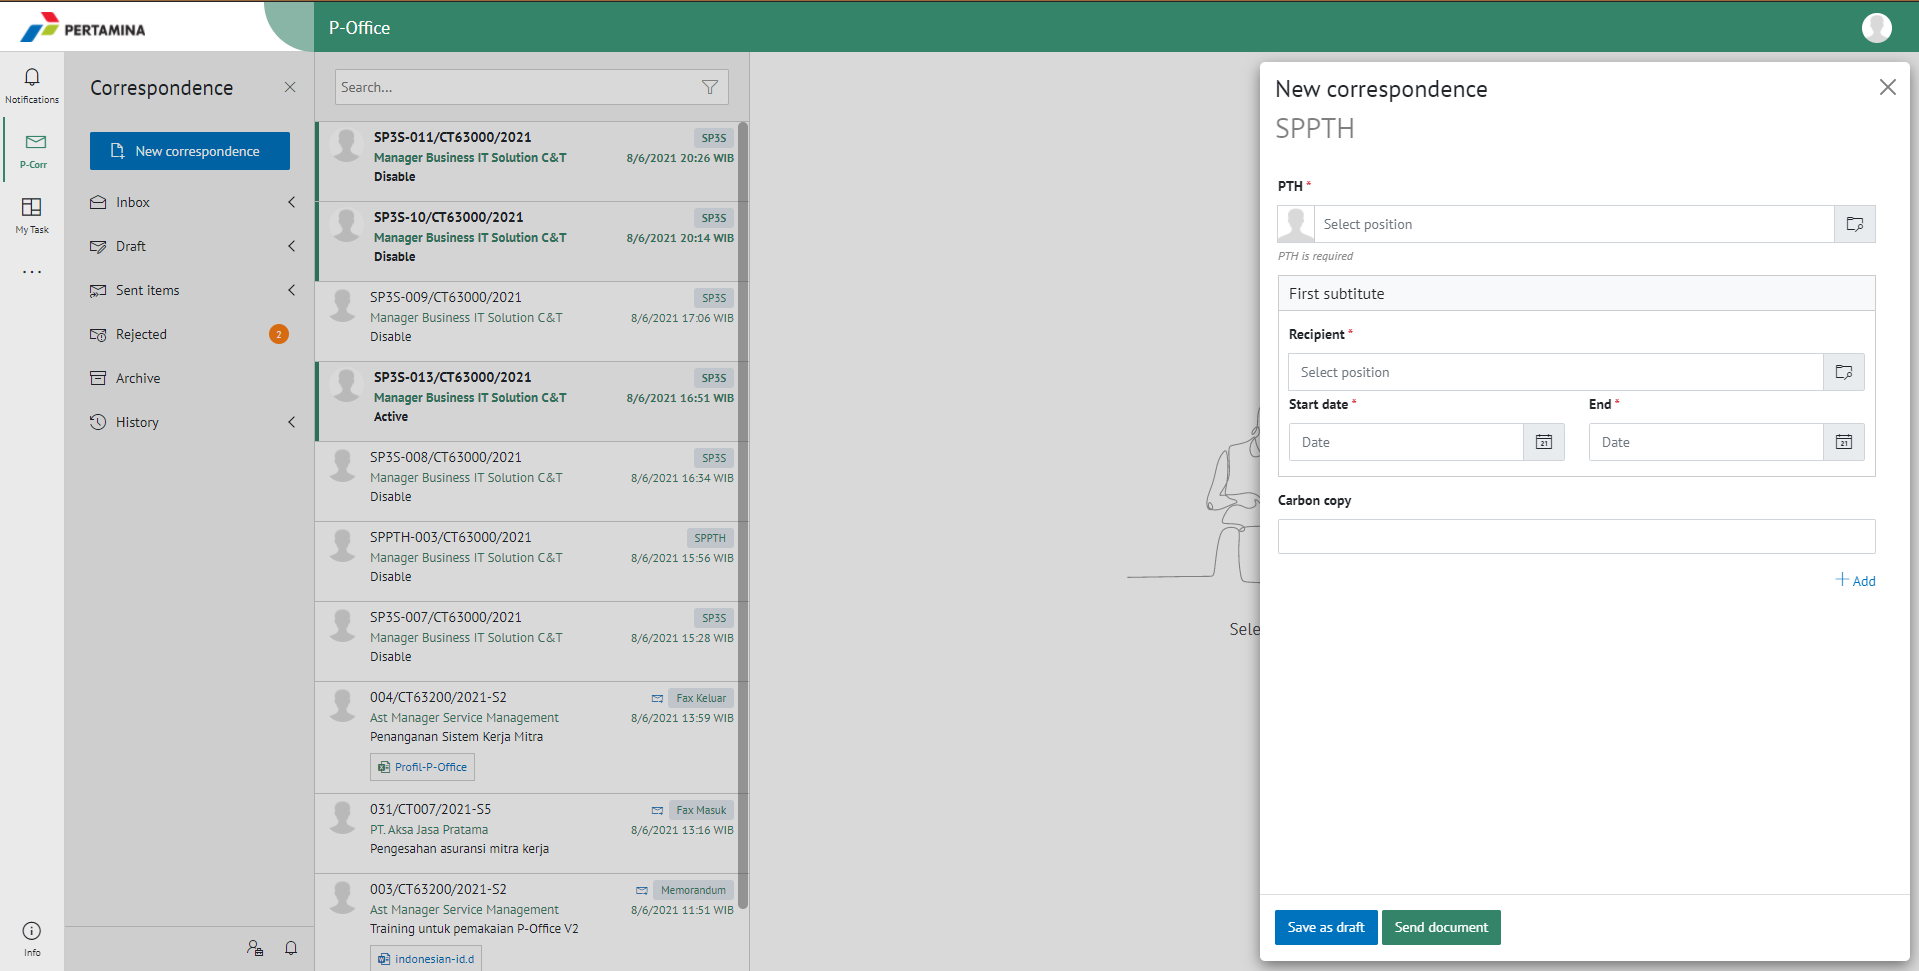 PERTAMINA
P-Office
Notifications
P-Corr
My Task
Info
Correspondence
New correspondence
Inbox
Draft
Sent items
Rejected
2
Archive
History
Search...
SP3S-011/CT63000/2021
SP3S
Manager Business IT Solution C&T
8/6/2021 20:26 WIB
Disable
SP3S-10/CT63000/2021
SP3S
Manager Business IT Solution C&T
8/6/2021 20:14 WIB
Disable
SP3S-009/CT63000/2021
SP3S
Manager Business IT Solution C&T
8/6/2021 17:06 WIB
Disable
SP3S-013/CT63000/2021
SP3S
Manager Business IT Solution C&T
8/6/2021 16:51 WIB
Active
SP3S-008/CT63000/2021
SP3S
Manager Business IT Solution C&T
8/6/2021 16:34 WIB
Disable
SPPTH-003/CT63000/2021
SPPTH
Manager Business IT Solution C&T
8/6/2021 15:56 WIB
Disable
SP3S-007/CT63000/2021
SP3S
Manager Business IT Solution C&T
8/6/2021 15:28 WIB
Disable
004/CT63200/2021-S2
Fax Keluar
Ast Manager Service Management
8/6/2021 13:59 WIB
Penanganan Sistem Kerja Mitra
Profil-P-Office
031/CT007/2021-S5
Fax Masuk
PT. Aksa Jasa Pratama
8/6/2021 13:16 WIB
Pengesahan asuransi mitra kerja
003/CT63200/2021-S2
Memorandum
Ast Manager Service Management
8/6/2021 11:51 WIB
Training untuk pemakaian P-Office V2
indonesian-id.d
Sele
New correspondence
SPPTH
PTH *
Select position
PTH is required
First subtitute
Recipient *
Select position
Start date *
End *
Date
21
Date
21
Carbon copy
+ Add
Save as draft
Send document